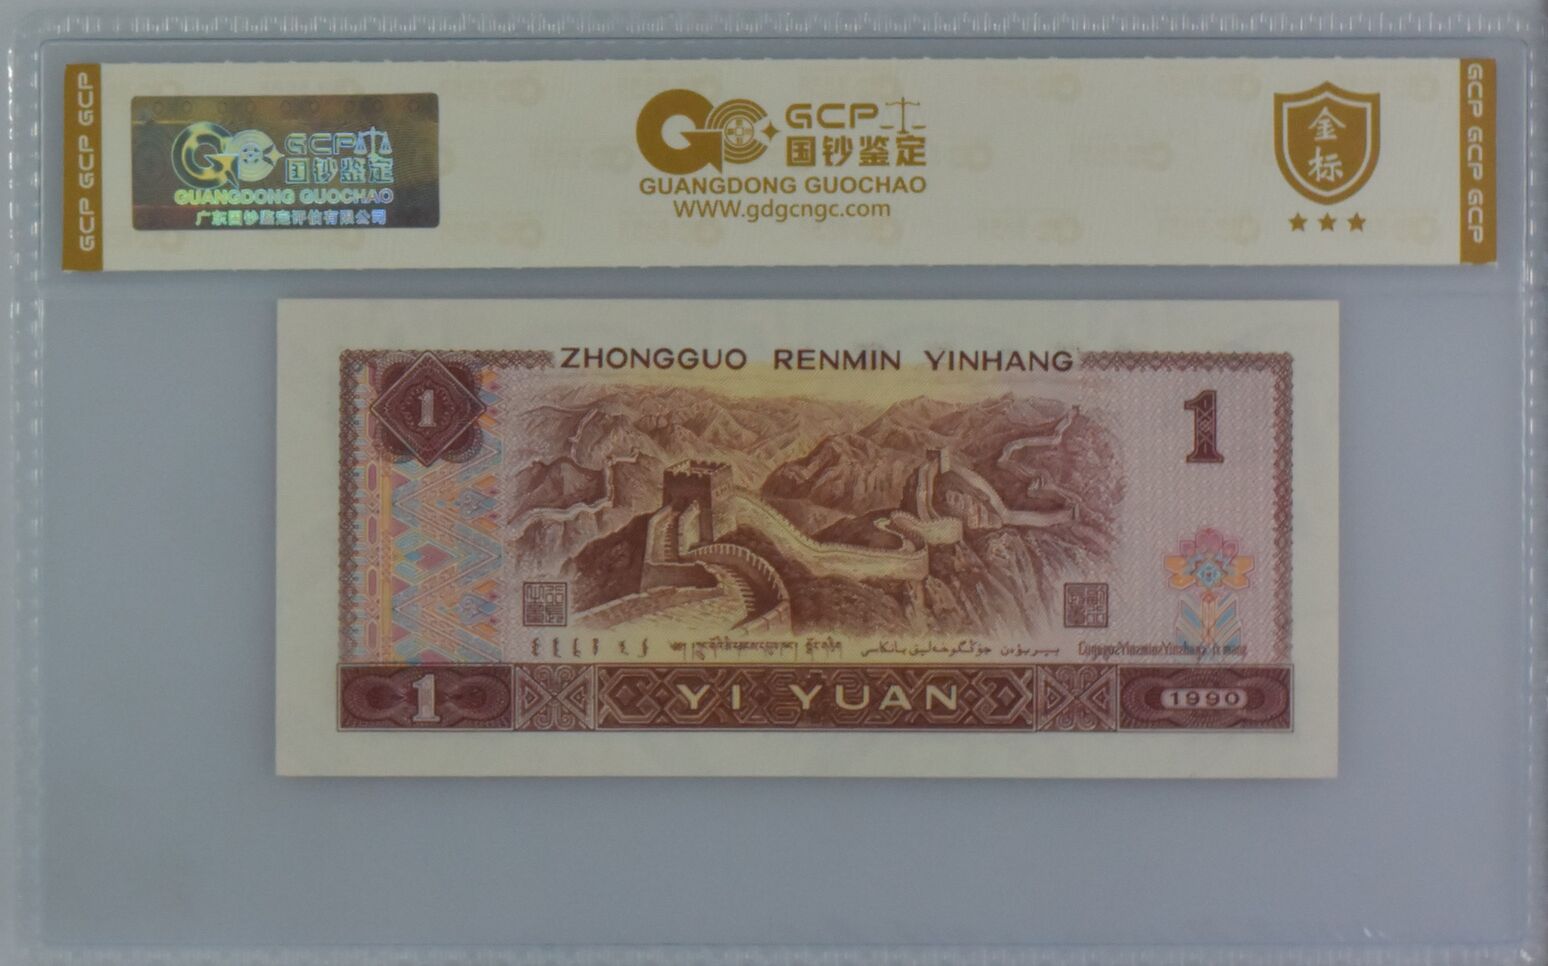 GCP GCP GCP
GCP 国钞鉴定
GUANGDONG GUOCHAO
广东国钞鉴定评估有限公司
GCP
国钞鉴定
GUANGDONG GUOCHAO
WWW.gdgcngc.com
金标
GCP GCP GCP
ZHONGGUO RENMIN YINHANG
1
1
1
YI YUAN
1990